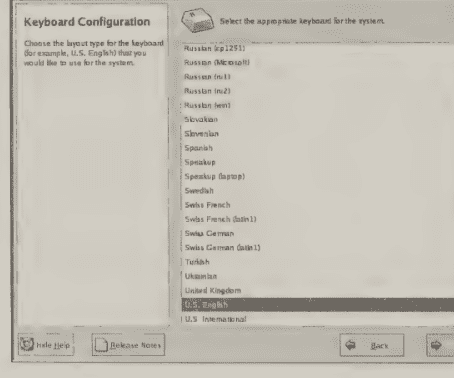 Keyboard Configuration
Choose the layout type for the keyboard
(for example, U.S. English) that you
would like to use for the system.
Select the appropriate keyboard for the system.
Russian (cp1251)
Russian (Microsoft)
Russian (ru1)
Russian (ru2)
Russian (win)
Slovakian
Slovenian
Spanish
Speakup
Speakup (laptop)
Swedish
Swiss French
Swiss French (latin1)
Swiss German
Swiss German (latin1)
Turkish
Ukrainian
United Kingdom
U.S. English
U.S. International
Hide Help
Release Notes
Back